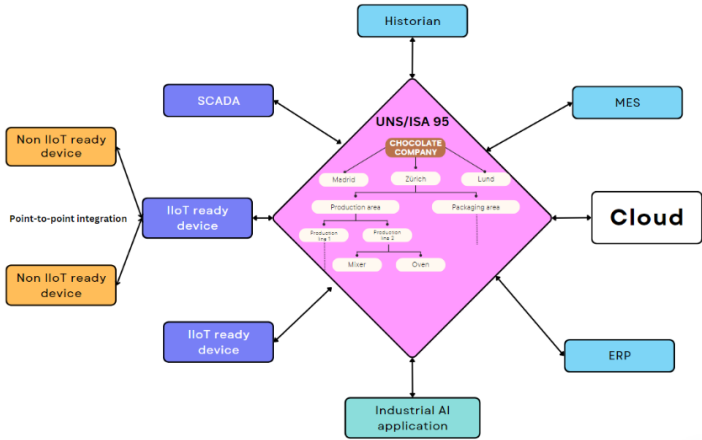 Historian
SCADA
MES
UNS/ISA 95
CHOCOLATE
COMPANY
Madrid
Zürich
Lund
Production area
Packaging area
Production
line 1
Production
line 2
Mixer
Oven
Non IIoT ready
device
Point-to-point integration
IIoT ready
device
Non IIoT ready
device
Cloud
IIoT ready
device
ERP
Industrial AI
application